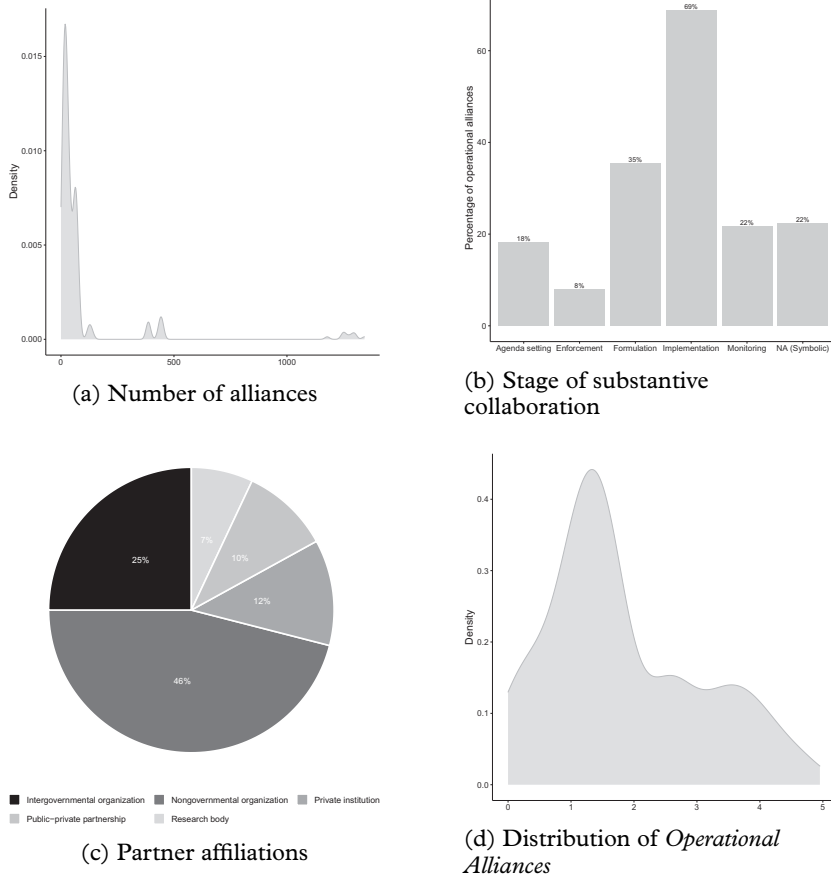 0.015
0.010
0.005
0.000
Density
0
500
1000
(a) Number of alliances
60
40
20
0
Percentage of operational alliances
18%
8%
35%
69%
22%
22%
Agenda setting
Enforcement
Formulation
Implementation
Monitoring
NA (Symbolic)
(b) Stage of substantive
collaboration
7%
10%
12%
25%
46%
Intergovernmental organization
Nongovernmental organization
Private institution
Public−private partnership
Research body
(c) Partner affiliations
0.4
0.3
0.2
0.1
0.0
Density
0
1
2
3
4
5
(d) Distribution of Operational
Alliances